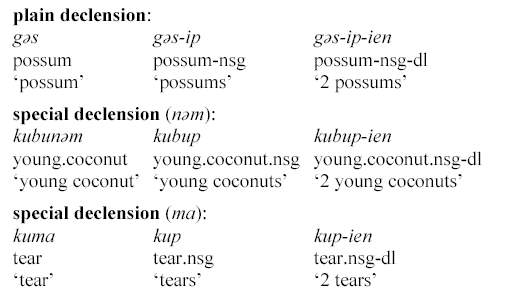 plain declension:
gəs gəs-ip gəs-ip-ien
possum possum-nsg possum-nsg-dl
‘possum’ ‘possums’ ‘2 possums’
special declension (nəm):
kubunəm kubup kubup-ien
young.coconut young.coconut.nsg young.coconut.nsg-dl
‘young coconut’ ‘young coconuts’ ‘2 young coconuts’
special declension (ma):
kuma kup kup-ien
tear tear.nsg tear.nsg-dl
‘tear’ ‘tears’ ‘2 tears’